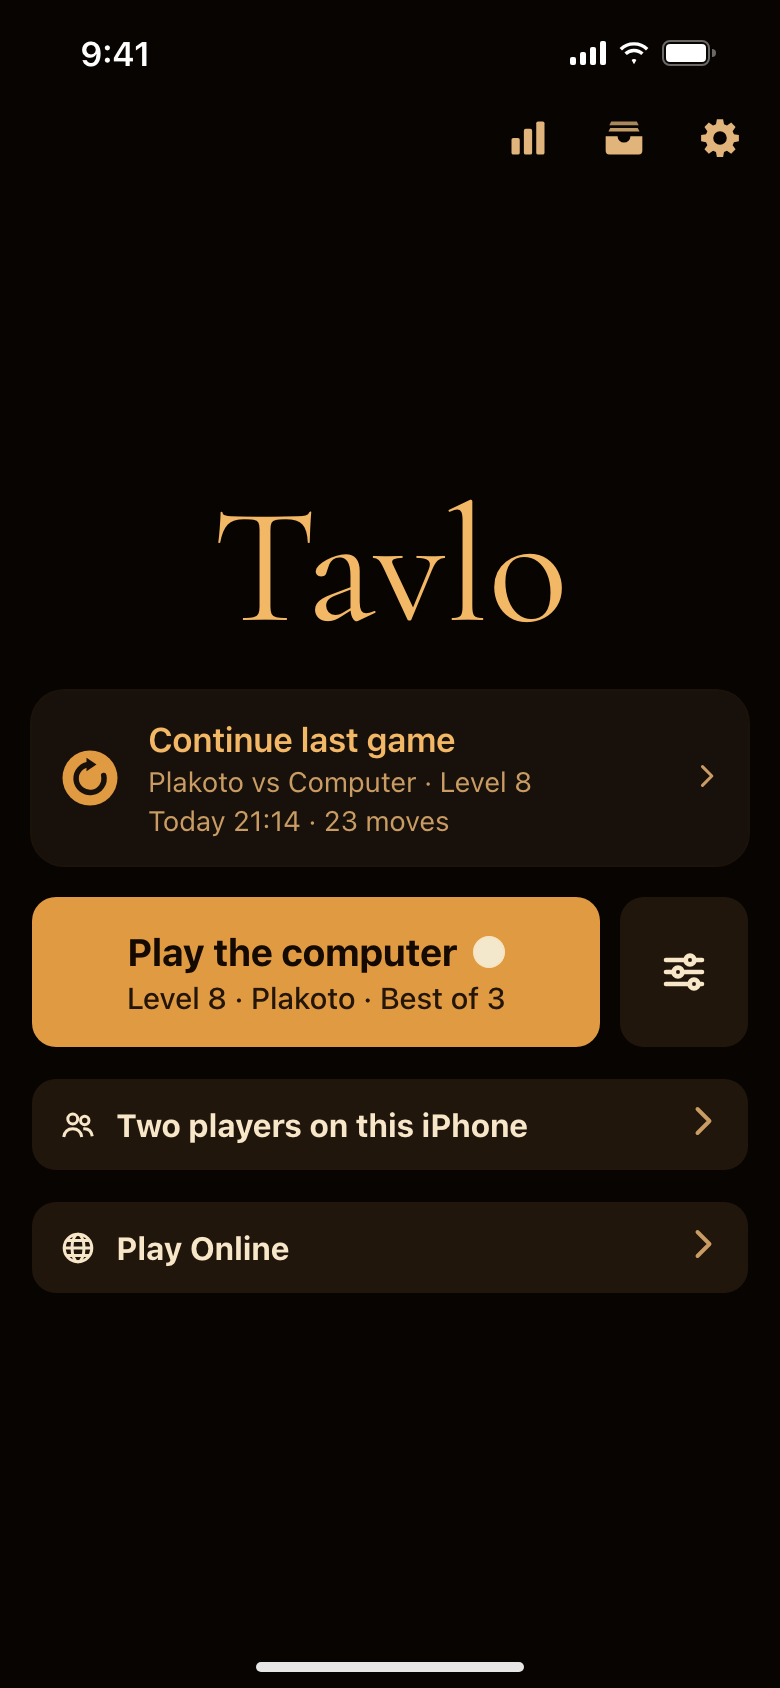 9:41
Tavlo
Continue last game
Plakoto vs Computer · Level 8
Today 21:14 · 23 moves
Play the computer
Level 8 · Plakoto · Best of 3
Two players on this iPhone
Play Online